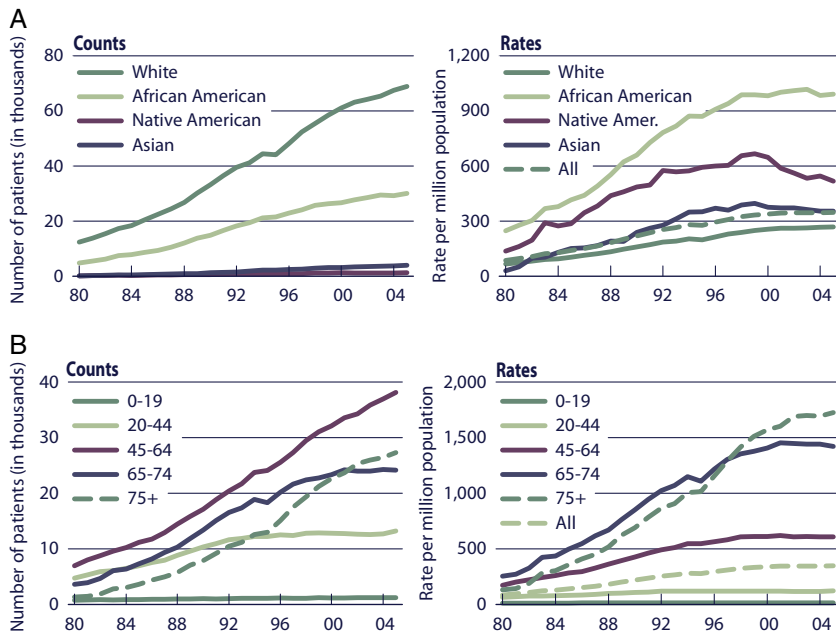 A
Counts
Number of patients (in thousands)
80
60
40
20
0
White
African American
Native American
Asian
80 84 88 92 96 00 04
Rates
Rate per million population
1,200
900
600
300
0
White
African American
Native Amer.
Asian
All
80 84 88 92 96 00 04
B
Counts
Number of patients (in thousands)
40
30
20
10
0
0-19
20-44
45-64
65-74
75+
80 84 88 92 96 00 04
Rates
Rate per million population
2,000
1,500
1,000
500
0
0-19
20-44
45-64
65-74
75+
All
80 84 88 92 96 00 04